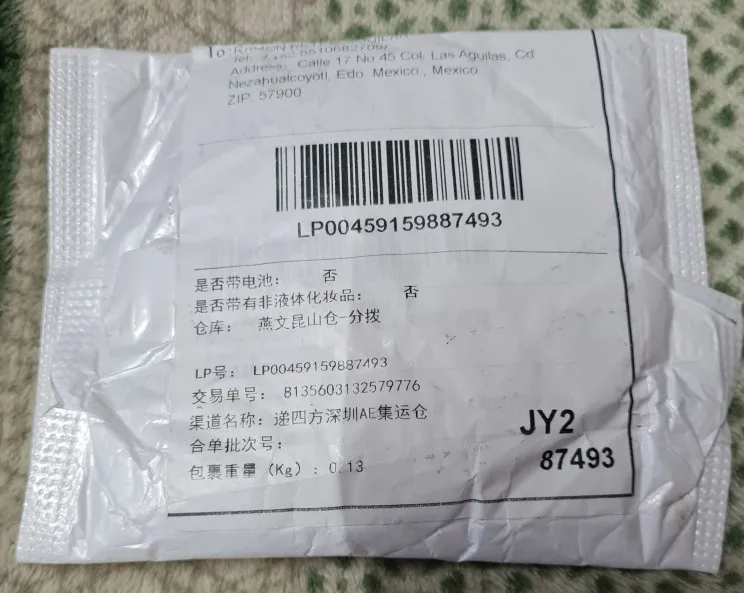 To:
Address: Calle 17 No 45 Col. Las Aguilas, Cd
Nezahualcoyotl, Edo Mexico., Mexico
ZIP: 57900
LP00459159887493
是否带电池： 否
是否带有非液体化妆品： 否
仓库： 燕文昆山仓-分拨
LP号： LP00459159887493
交易单号： 8135603132579776
渠道名称： 递四方深圳AE集运仓
合单批次号：
JY2
包裹重量（Kg）：0.13
87493